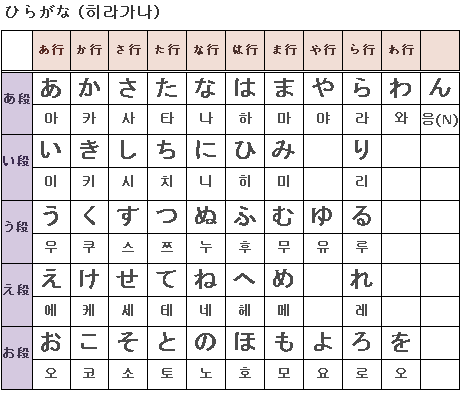 ひらがな (히라가나)
あ行 か行 さ行 た行 な行 は行 ま行 や行 ら行 わ行
あ段 あ か さ た な は ま や ら わ ん
아 카 사 타 나 하 마 야 라 와 응(N)
い段 い き し ち に ひ み り
이 키 시 치 니 히 미 리
う段 う く す つ ぬ ふ む ゆ る
우 쿠 스 쯔 누 후 무 유 루
え段 え け せ て ね へ め れ
에 케 세 테 네 헤 메 레
お段 お こ そ と の ほ も よ ろ を
오 코 소 토 노 호 모 요 로 오